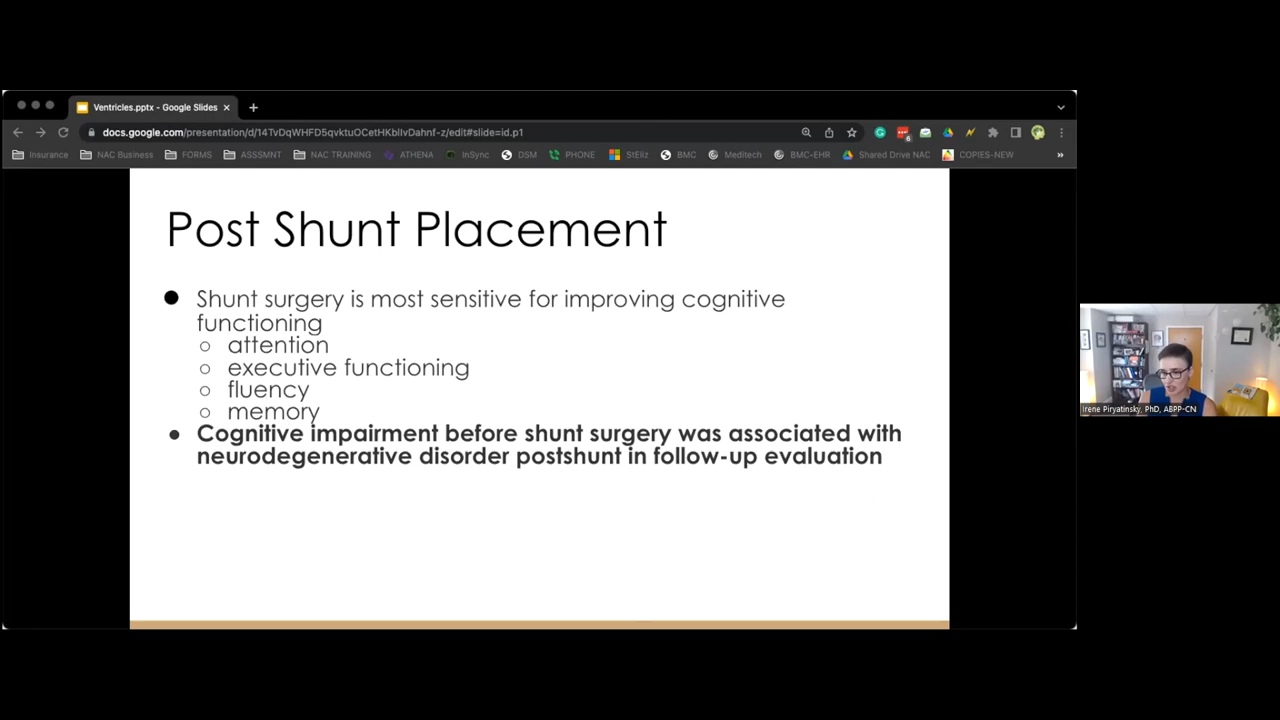 Ventricles.pptx - Google Slides
docs.google.com/presentation/d/14TvDqWHFD5qvktuOCetHKblIvDahnf-z/edit#slide=id.p1
Insurance NAC Business FORMS ASSSMNT NAC TRAINING ATHENA InSync DSM PHONE StEliz BMC Meditech BMC-EHR Shared Drive NAC COPIES-NEW
Post Shunt Placement
Shunt surgery is most sensitive for improving cognitive
functioning
attention
executive functioning
fluency
memory
Cognitive impairment before shunt surgery was associated with
neurodegenerative disorder postshunt in follow-up evaluation
Irene Piryatinsky, PhD, ABPP-CN